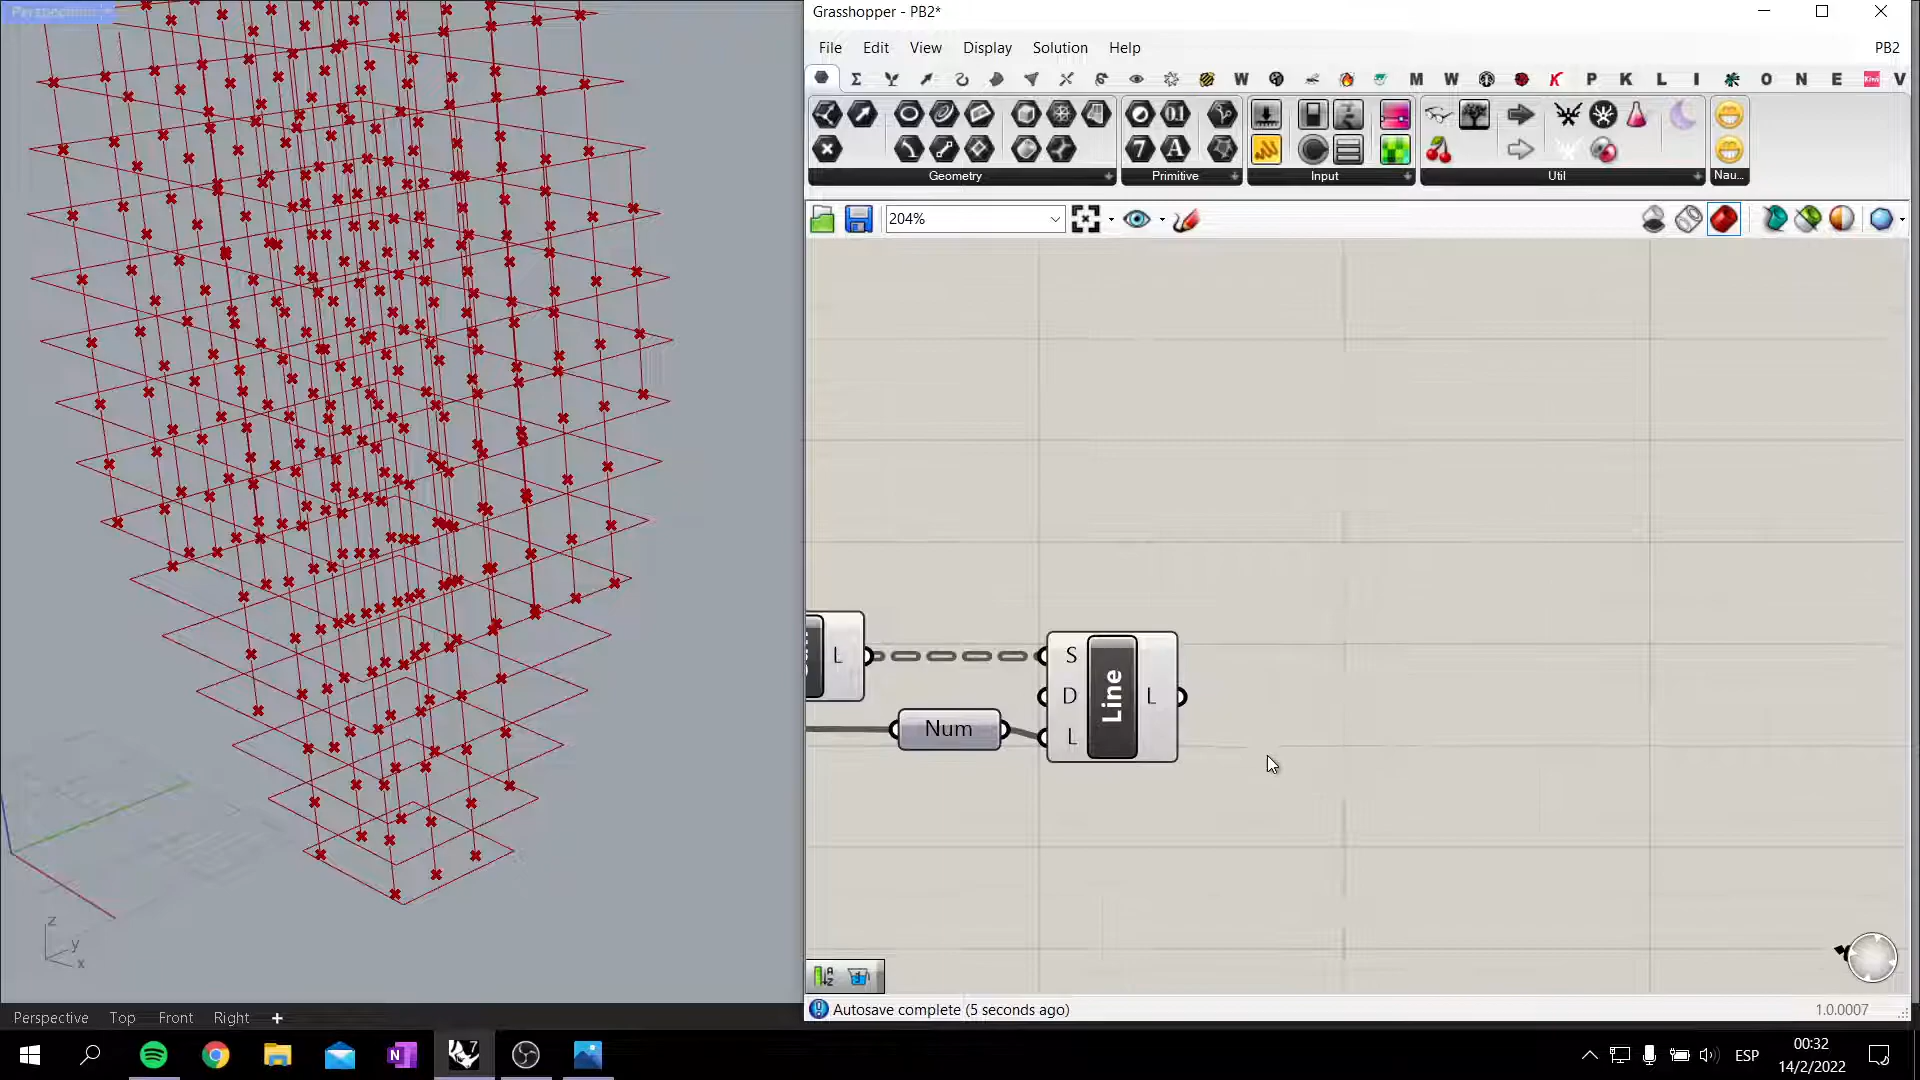 Perspective
Grasshopper - PB2*
File Edit View Display Solution Help PB2
W M W K P K L I O N E V
Geometry Primitive Input Util Nau...
204%
L S
D Line L
Num L
z
y
x
Autosave complete (5 seconds ago) 1.0.0007
Perspective Top Front Right
ESP 00:32
14/2/2022